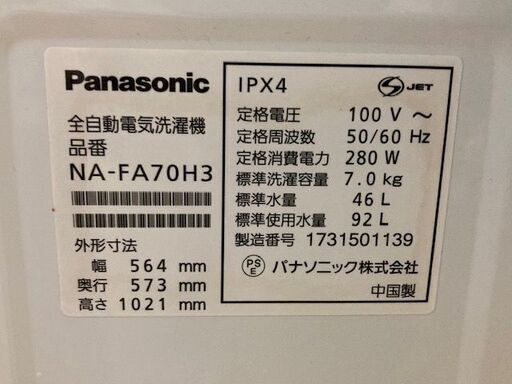 Panasonic
全自動電気洗濯機
品番
NA-FA70H3
外形寸法
幅 564 mm
奥行 573 mm
高さ 1021 mm
IPX4
S JET
定格電圧 100 V ～
定格周波数 50/60 Hz
定格消費電力 280 W
標準洗濯容量 7.0 kg
標準水量 46 L
標準使用水量 92 L
製造番号 1731501139
PSE パナソニック株式会社
中国製